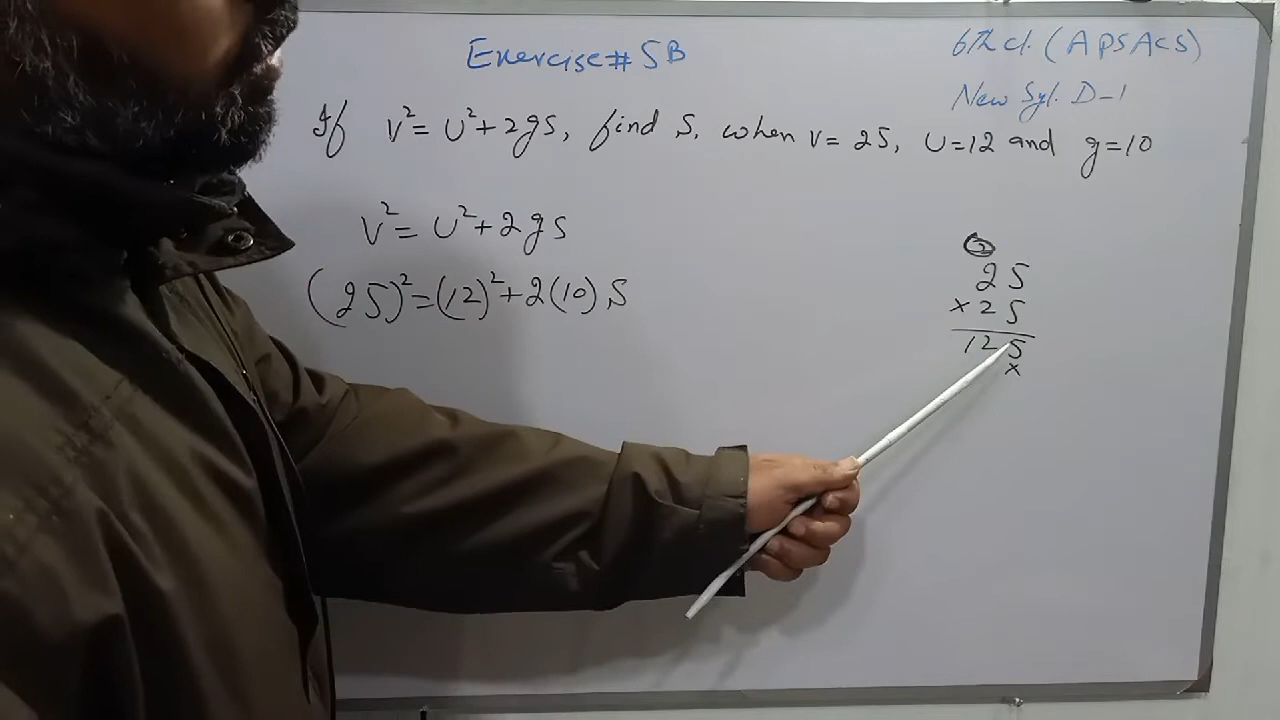 Exercise # 5B
6th cl. (APSACS)
New Syl. D-1
If V²= U²+2gS, find S, when V= 25, U=12 and g=10
V²= U²+2gS
(25)²=(12)²+2(10)S
2
25
×25
125
×